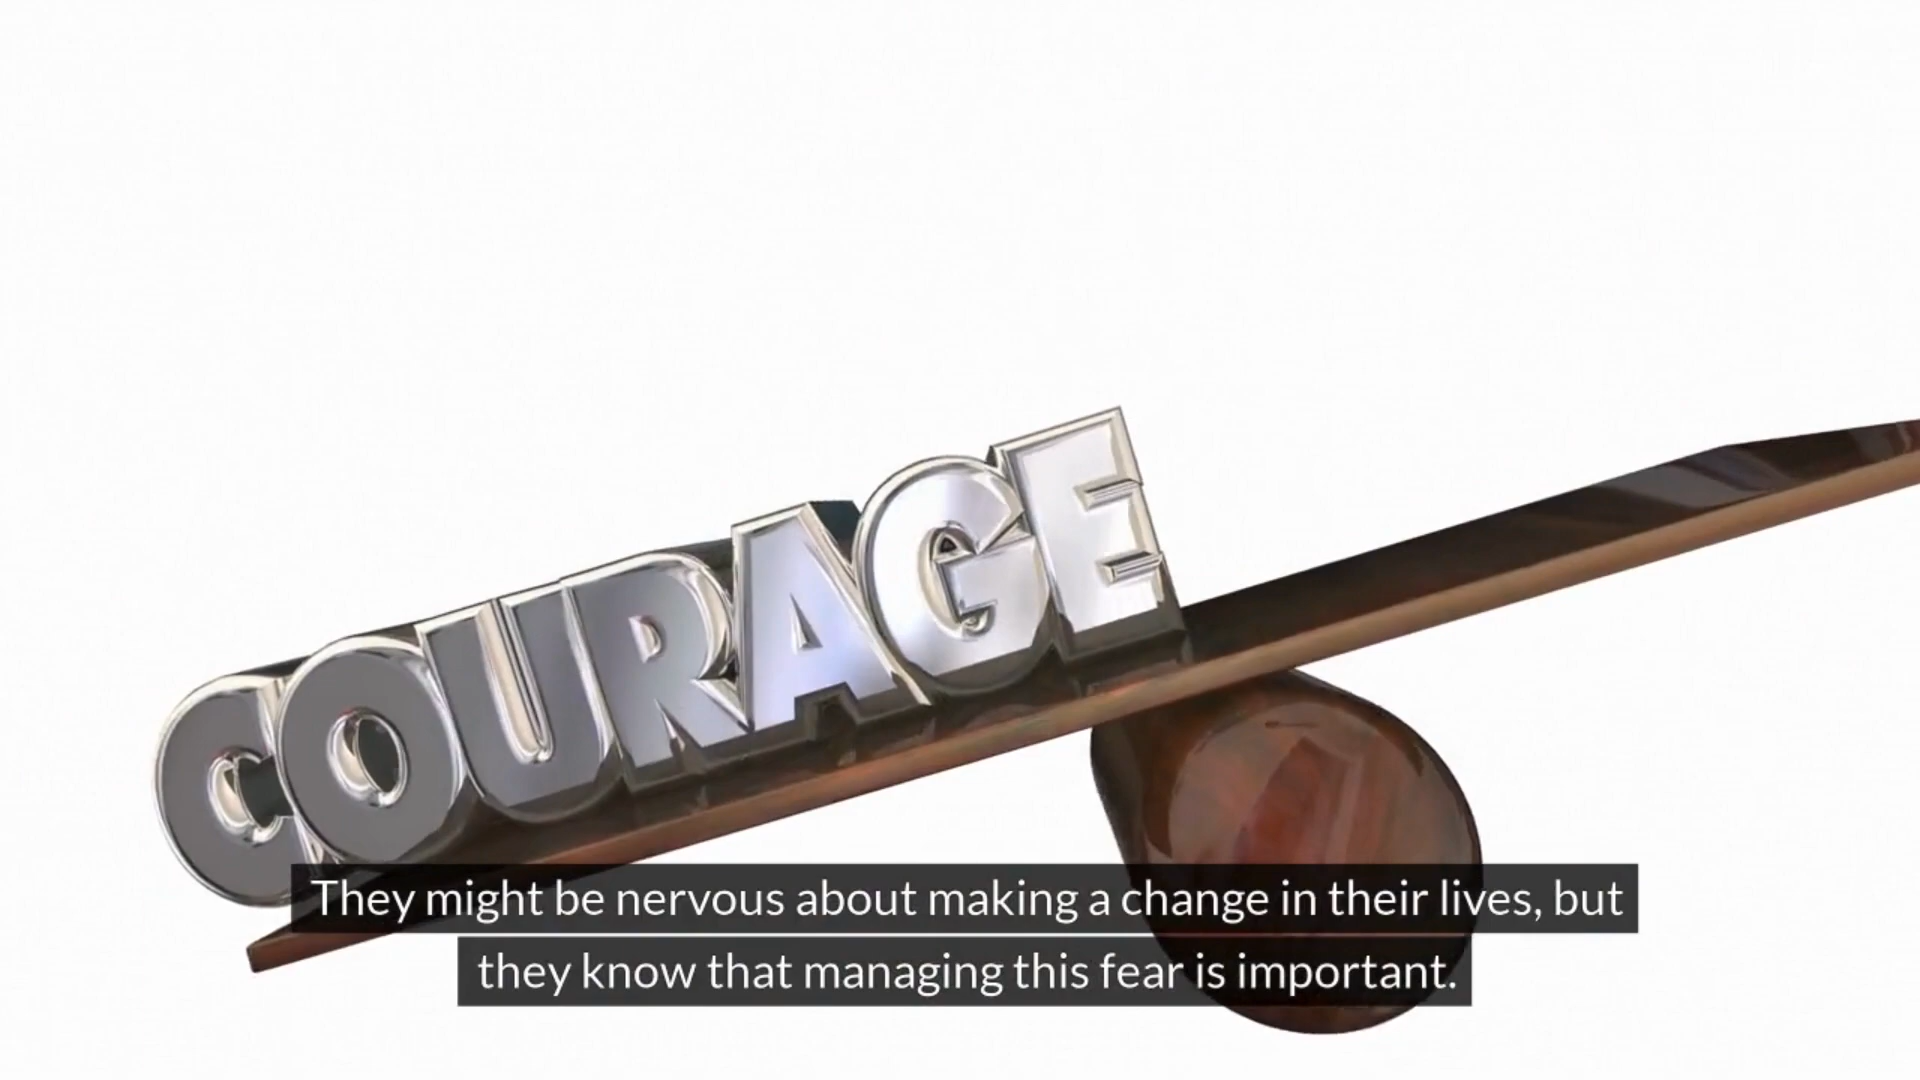 COURAGE
They might be nervous about making a change in their lives, but
they know that managing this fear is important.